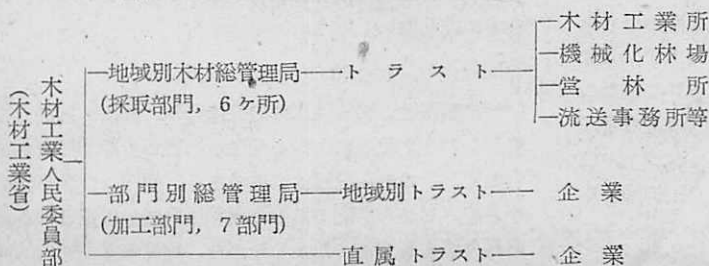 木材工業人民委員部
(木材工業省)
地域別木材総管理局
(採取部門,6ヶ所)
トラスト
木材工業所
機械化林場
営林所
流送事務所等
部門別総管理局
(加工部門,7部門)
地域別トラスト
企業
直属トラスト
企業